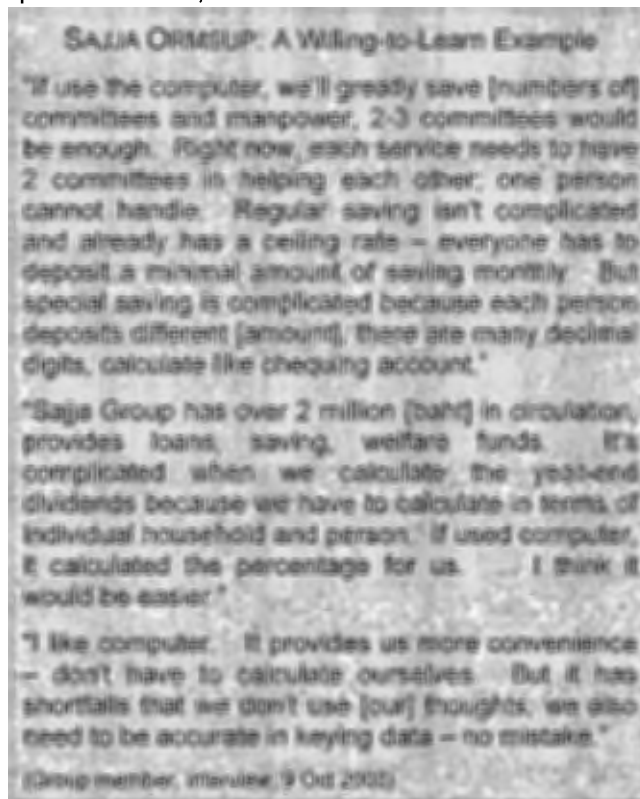 SAJJA ORMSUP: A Willing-to-Learn Example
"If use the computer, we'll greatly save [numbers of]
committees and manpower, 2-3 committees would
be enough. Right now, each service needs to have
2 committees in helping each other; one person
cannot handle. Regular saving isn't complicated
and already has a ceiling rate – everyone has to
deposit a minimal amount of saving monthly. But
special saving is complicated because each person
deposits different [amount], there are many decimal
digits, calculate like chequing account."
"Sajja Group has over 2 million [baht] in circulation,
provides loans, saving, welfare funds. It's
complicated when we calculate the year-end
dividends because we have to calculate in terms of
individual household and person. If used computer,
it calculated the percentage for us. I think it
would be easier."
"I like computer. It provides us more convenience
– don't have to calculate ourselves. But it has
shortfalls that we don't use [our] thoughts, we also
need to be accurate in keying data – no mistake."
(Group member, interview, 9 Oct